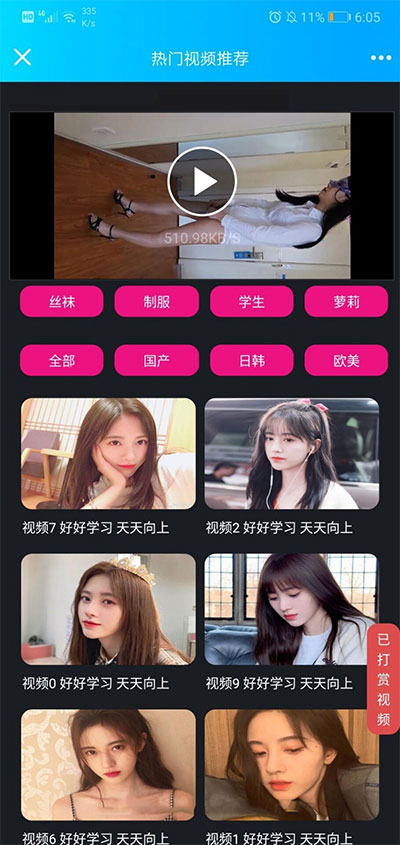 HD 4G 335 K/s 11% 6:05
热门视频推荐
510.98KB/S
丝袜 制服 学生 萝莉
全部 国产 日韩 欧美
视频7 好好学习 天天向上 视频2 好好学习 天天向上
视频0 好好学习 天天向上 视频9 好好学习 天天向上
已打赏视频
视频6 好好学习 天天向上 视频1 好好学习 天天向上